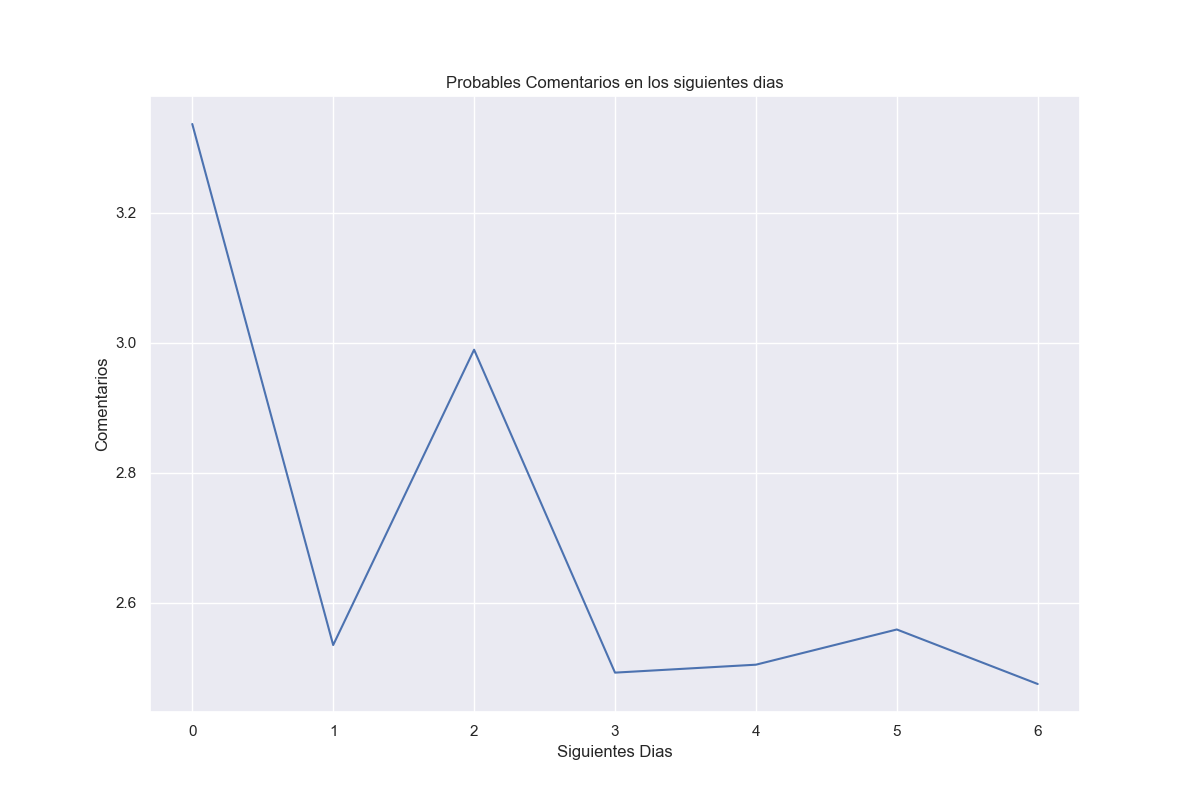 Probables Comentarios en los siguientes dias
3.2
3.0
2.8
2.6
Comentarios
0 1 2 3 4 5 6
Siguientes Dias